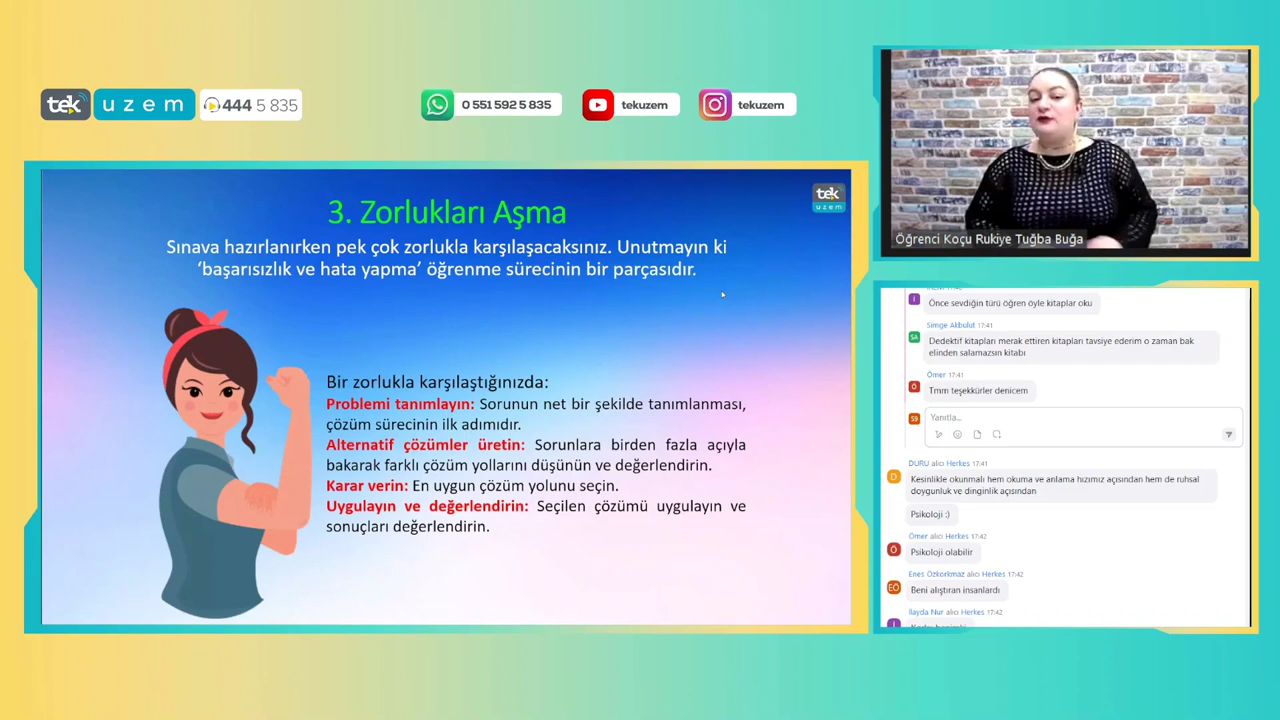 tek
uzem
444 5 835
0 551 592 5 835
tekuzem
tekuzem
3. Zorlukları Aşma
tek
uzem
Sınava hazırlanırken pek çok zorlukla karşılaşacaksınız. Unutmayın ki
‘başarısızlık ve hata yapma’ öğrenme sürecinin bir parçasıdır.
Bir zorlukla karşılaştığınızda:
Problemi tanımlayın: Sorunun net bir şekilde tanımlanması,
çözüm sürecinin ilk adımıdır.
Alternatif çözümler üretin: Sorunlara birden fazla açıyla
bakarak farklı çözüm yollarını düşünün ve değerlendirin.
Karar verin: En uygun çözüm yolunu seçin.
Uygulayın ve değerlendirin: Seçilen çözümü uygulayın ve
sonuçları değerlendirin.
Öğrenci Koçu Rukiye Tuğba Buğa
İ
Önce sevdiğin türü öğren öyle kitaplar oku
Simge Akbulut 17:41
SA
Dedektif kitapları merak ettiren kitapları tavsiye ederim o zaman bak
elinden salamazsın kitabı
Ömer 17:41
Ö
Tmm teşekkürler denicem
S9
Yanıtla...
DURU alıcı Herkes 17:41
D
Kesinlikle okunmalı hem okuma ve anlama hızımız açısından hem de ruhsal
doygunluk ve dinginlik açısından
Psikoloji :)
Ömer alıcı Herkes 17:42
Ö
Psikoloji olabilir
Enes Özkorkmaz alıcı Herkes 17:42
EÖ
Beni alıştıran insanlardı
İlayda Nur alıcı Herkes 17:42
İ